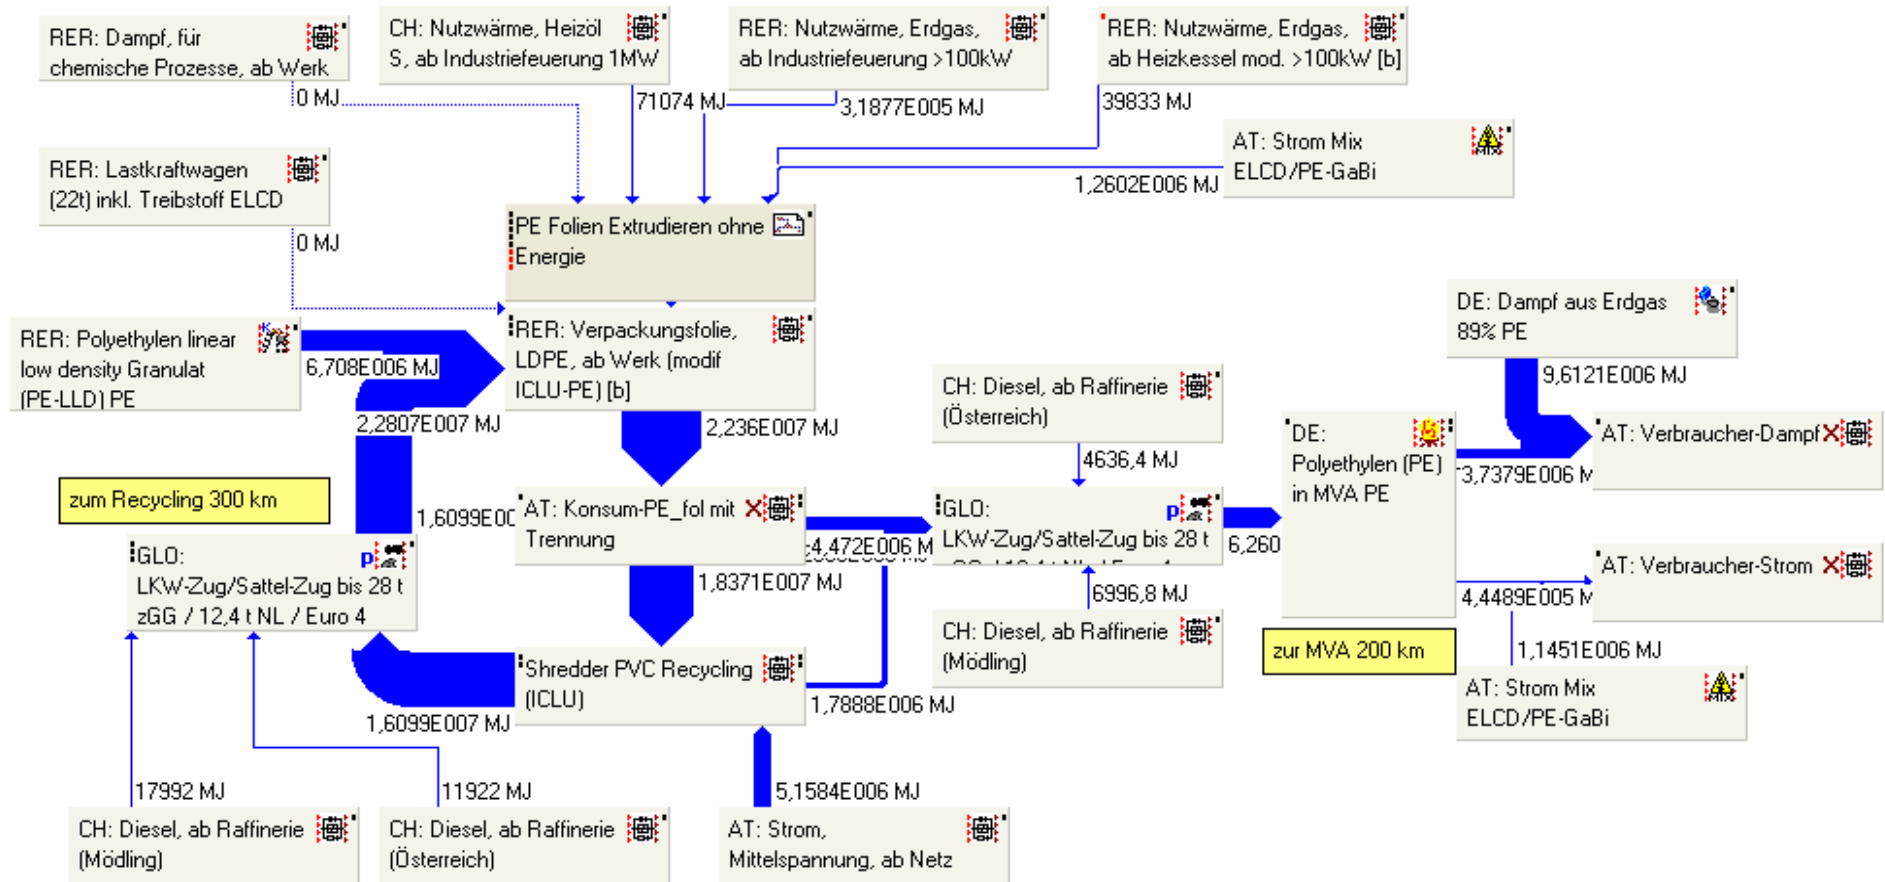 RER: Dampf, für
chemische Prozesse, ab Werk
CH: Nutzwärme, Heizöl
S, ab Industriefeuerung 1MW
RER: Nutzwärme, Erdgas,
ab Industriefeuerung >100kW
RER: Nutzwärme, Erdgas,
ab Heizkessel mod. >100kW [b]
0 MJ
71074 MJ
3,1877E005 MJ
39833 MJ
AT: Strom Mix
ELCD/PE-GaBi
1,2602E006 MJ
RER: Lastkraftwagen
(22t) inkl. Treibstoff ELCD
0 MJ
PE Folien Extrudieren ohne
Energie
RER: Polyethylen linear
low density Granulat
(PE-LLD) PE
6,708E006 MJ
RER: Verpackungsfolie,
LDPE, ab Werk (modif
ICLU-PE) [b]
2,2807E007 MJ
2,236E007 MJ
CH: Diesel, ab Raffinerie
(Österreich)
4636,4 MJ
DE: Dampf aus Erdgas
89% PE
9,6121E006 MJ
DE:
Polyethylen (PE)
in MVA PE
AT: Verbraucher-Dampf
3,7379E006 M
zum Recycling 300 km
1,6099E00
AT: Konsum-PE_fol mit
Trennung
4,472E006 M
GLO:
LKW-Zug/Sattel-Zug bis 28 t
6,260
GLO:
LKW-Zug/Sattel-Zug bis 28 t
zGG / 12,4 t NL / Euro 4
1,8371E007 MJ
6996,8 MJ
AT: Verbraucher-Strom
4,4489E005 M
CH: Diesel, ab Raffinerie
(Mödling)
zur MVA 200 km
1,1451E006 MJ
Shredder PVC Recycling
(ICLU)
1,6099E007 MJ
1,7888E006 MJ
AT: Strom Mix
ELCD/PE-GaBi
17992 MJ
11922 MJ
5,1584E006 MJ
CH: Diesel, ab Raffinerie
(Mödling)
CH: Diesel, ab Raffinerie
(Österreich)
AT: Strom,
Mittelspannung, ab Netz